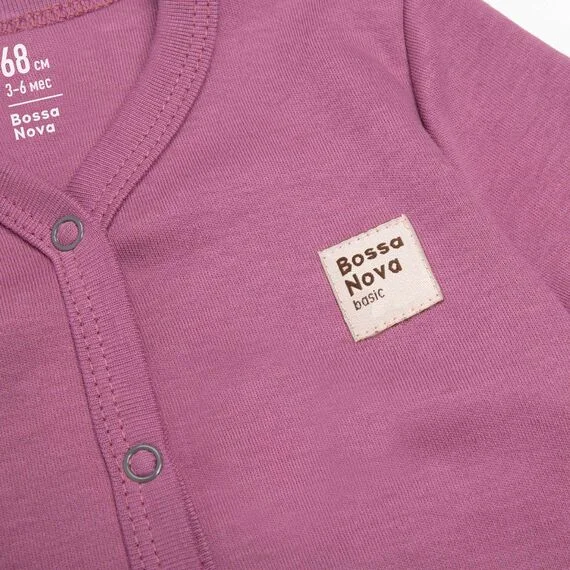 68 см
3-6 мес
Bossa
Nova
Bossa
Nova
basic